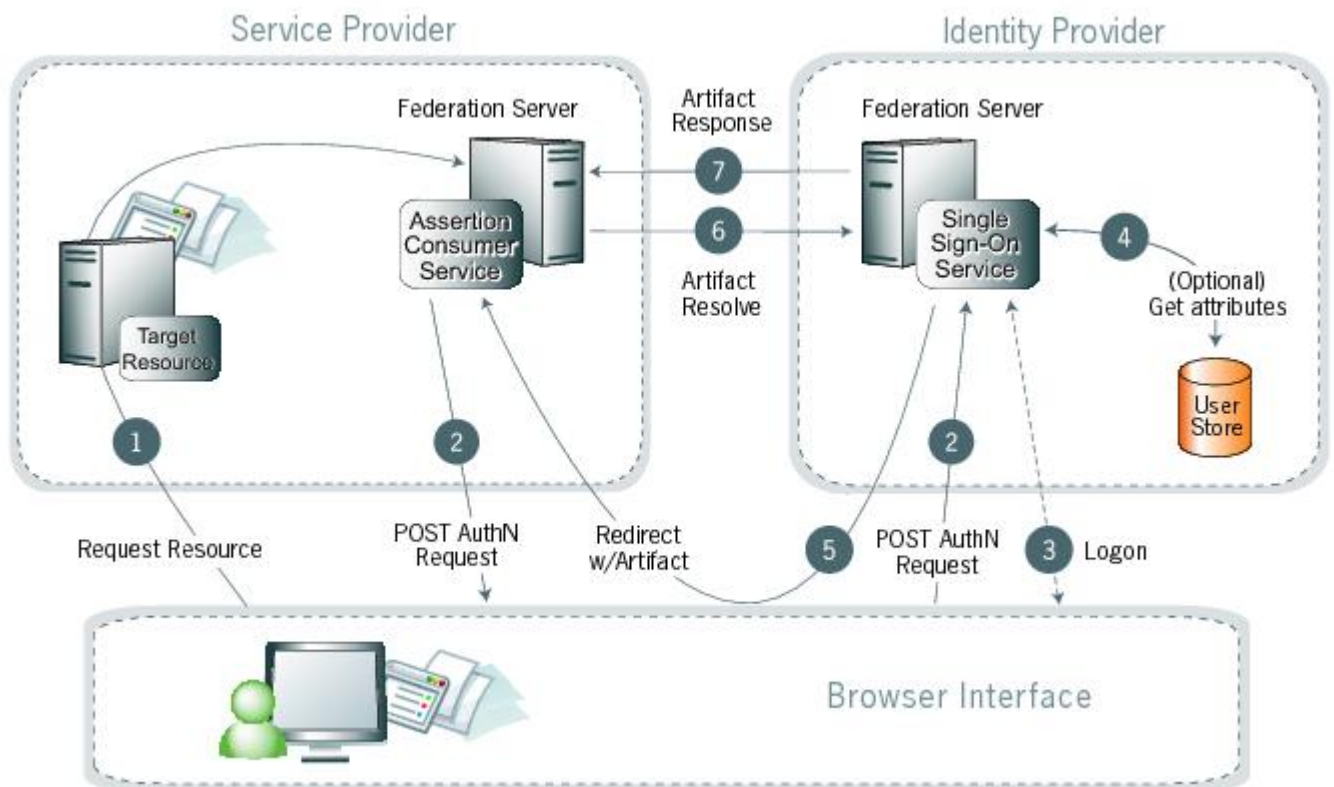 Service Provider
Identity Provider
Federation Server
Artifact
Response
Federation Server
7
Assertion
Consumer
Service
6
Single
Sign-On
Service
4
Artifact
Resolve
(Optional)
Get attributes
Target
Resource
User
Store
1
2
2
Request Resource
POST AuthN
Request
Redirect
w/Artifact
5
POST AuthN
Request
3
Logon
Browser Interface